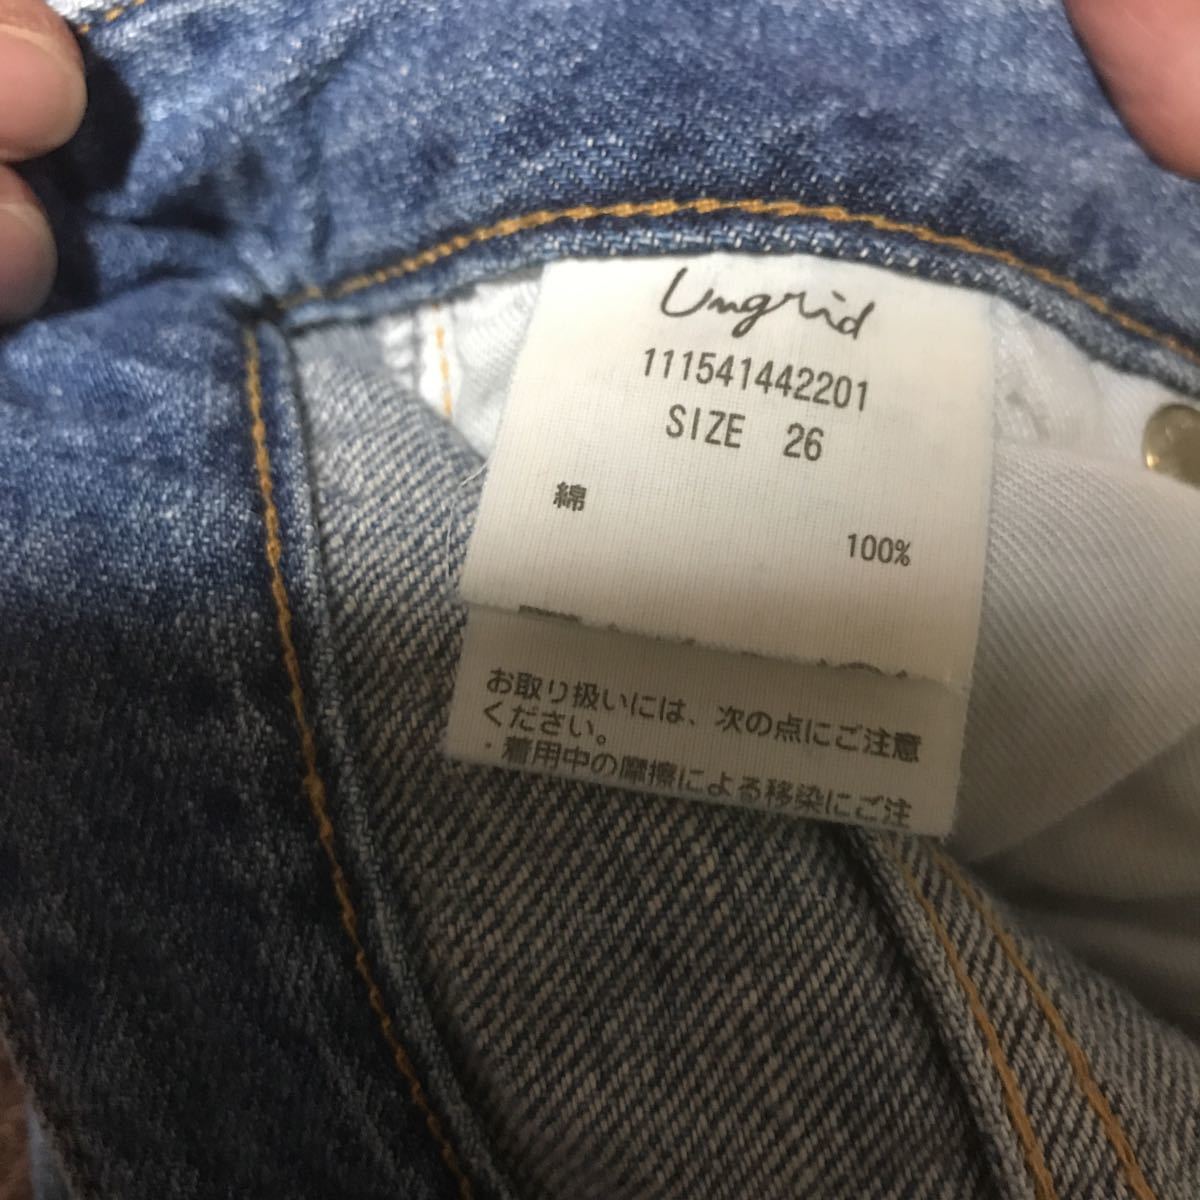 Ungrid
111541442201
SIZE 26
綿
100%
お取り扱いには、次の点にご注意
ください。
・着用中の摩擦による移染にご注